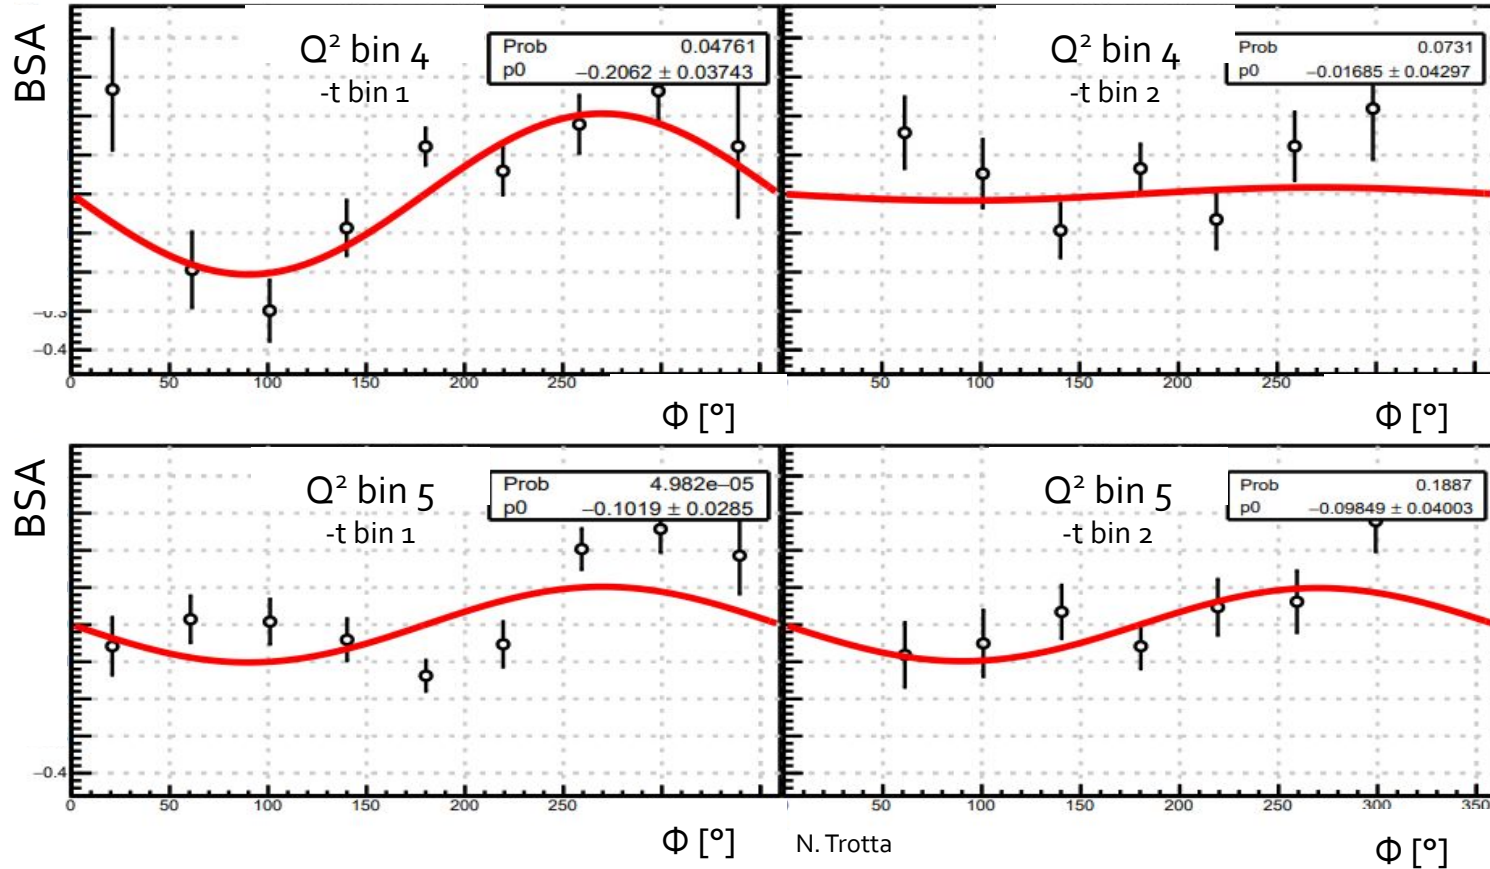 BSA
Q² bin 4
-t bin 1
Prob 0.04761
p0 −0.2062 ± 0.03743
−0.3
−0.4
0 50 100 150 200 250
Φ [°]
Q² bin 4
-t bin 2
Prob 0.0731
p0 −0.01685 ± 0.04297
50 100 150 200 250
Φ [°]
BSA
Q² bin 5
-t bin 1
Prob 4.982e−05
p0 −0.1019 ± 0.0285
−0.4
0 50 100 150 200 250
Φ [°]
Q² bin 5
-t bin 2
Prob 0.1887
p0 −0.09849 ± 0.04003
50 100 150 200 250 300 350
N. Trotta
Φ [°]